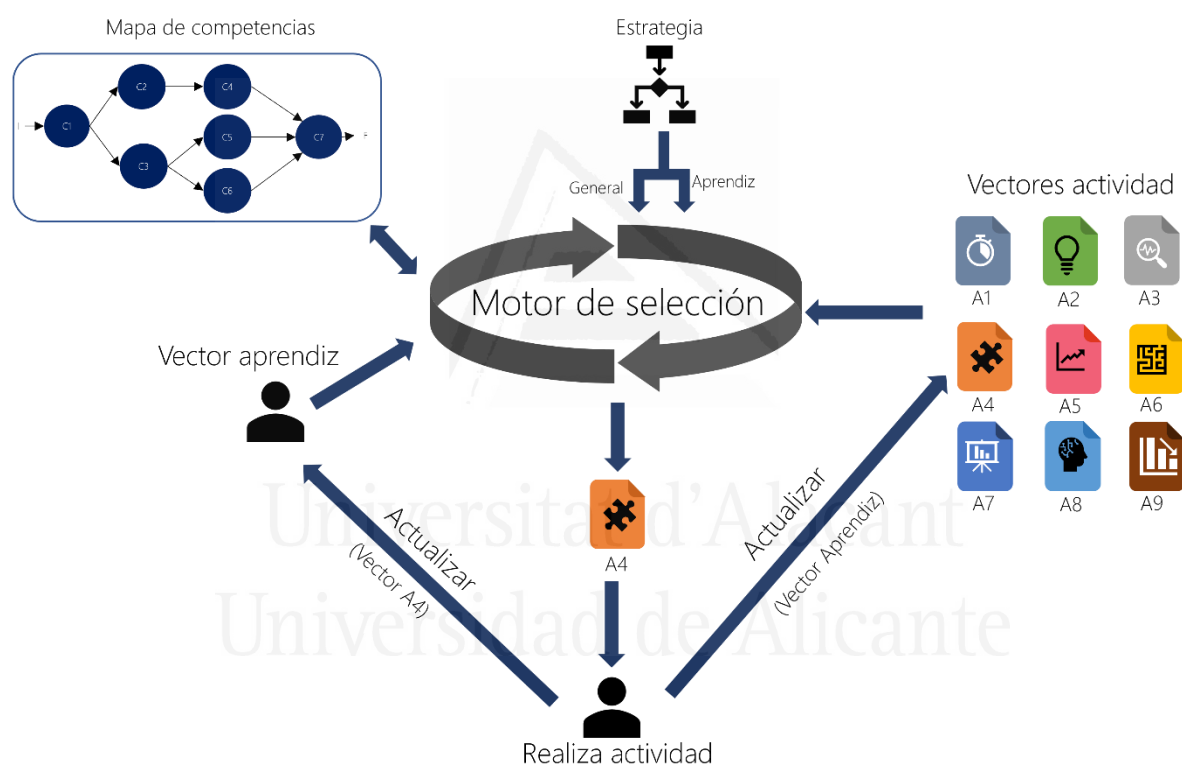 Mapa de competencias
Estrategia
C1
C2
C3
C4
C5
C6
C7
F
General
Aprendiz
Vectores actividad
A1
A2
A3
A4
A5
A6
A7
A8
A9
Motor de selección
Vector aprendiz
A4
Actualizar
(Vector A4)
Actualizar
(Vector Aprendiz)
Realiza actividad
Universitat d'Alacant
Universidad de Alicante